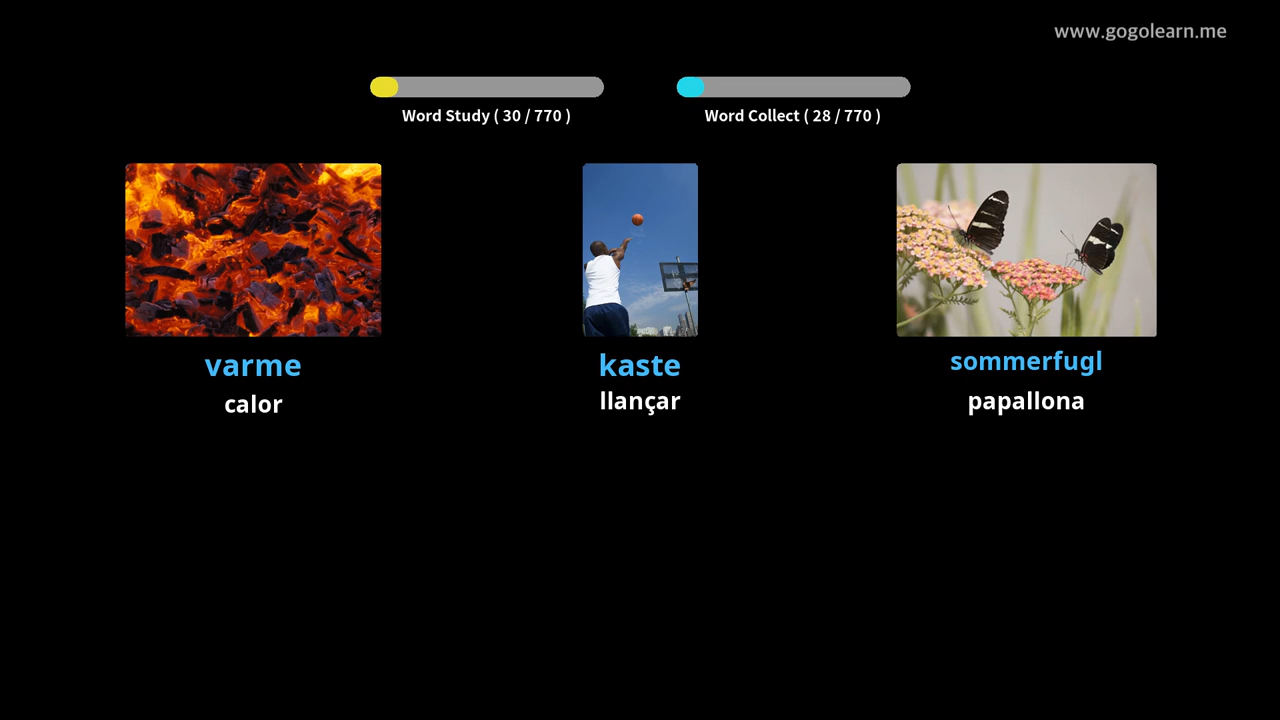 www.gogolearn.me
Word Study ( 30 / 770 )
Word Collect ( 28 / 770 )
varme
calor
kaste
llançar
sommerfugl
papallona